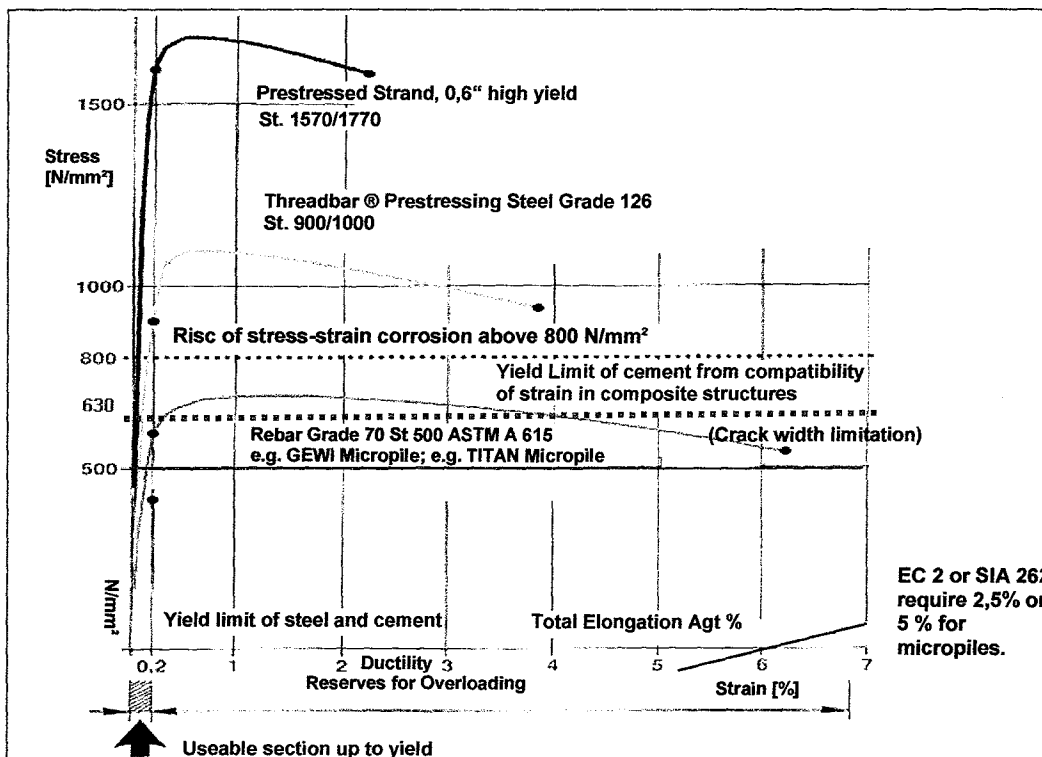 Prestressed Strand, 0,6“ high yield
St. 1570/1770
1500
Stress
[N/mm²]
Threadbar ® Prestressing Steel Grade 126
St. 900/1000
1000
Risc of stress-strain corrosion above 800 N/mm²
800
Yield Limit of cement from compatibility
of strain in composite structures
630
Rebar Grade 70 St 500 ASTM A 615
(Crack width limitation)
e.g. GEWI Micropile; e.g. TITAN Micropile
500
N/mm²
EC 2 or SIA 262
require 2,5% or
5 % for
micropiles.
Yield limit of steel and cement
Total Elongation Agt %
0,2 1 2 3 4 5 6 7
Ductility
Reserves for Overloading
Strain [%]
Useable section up to yield